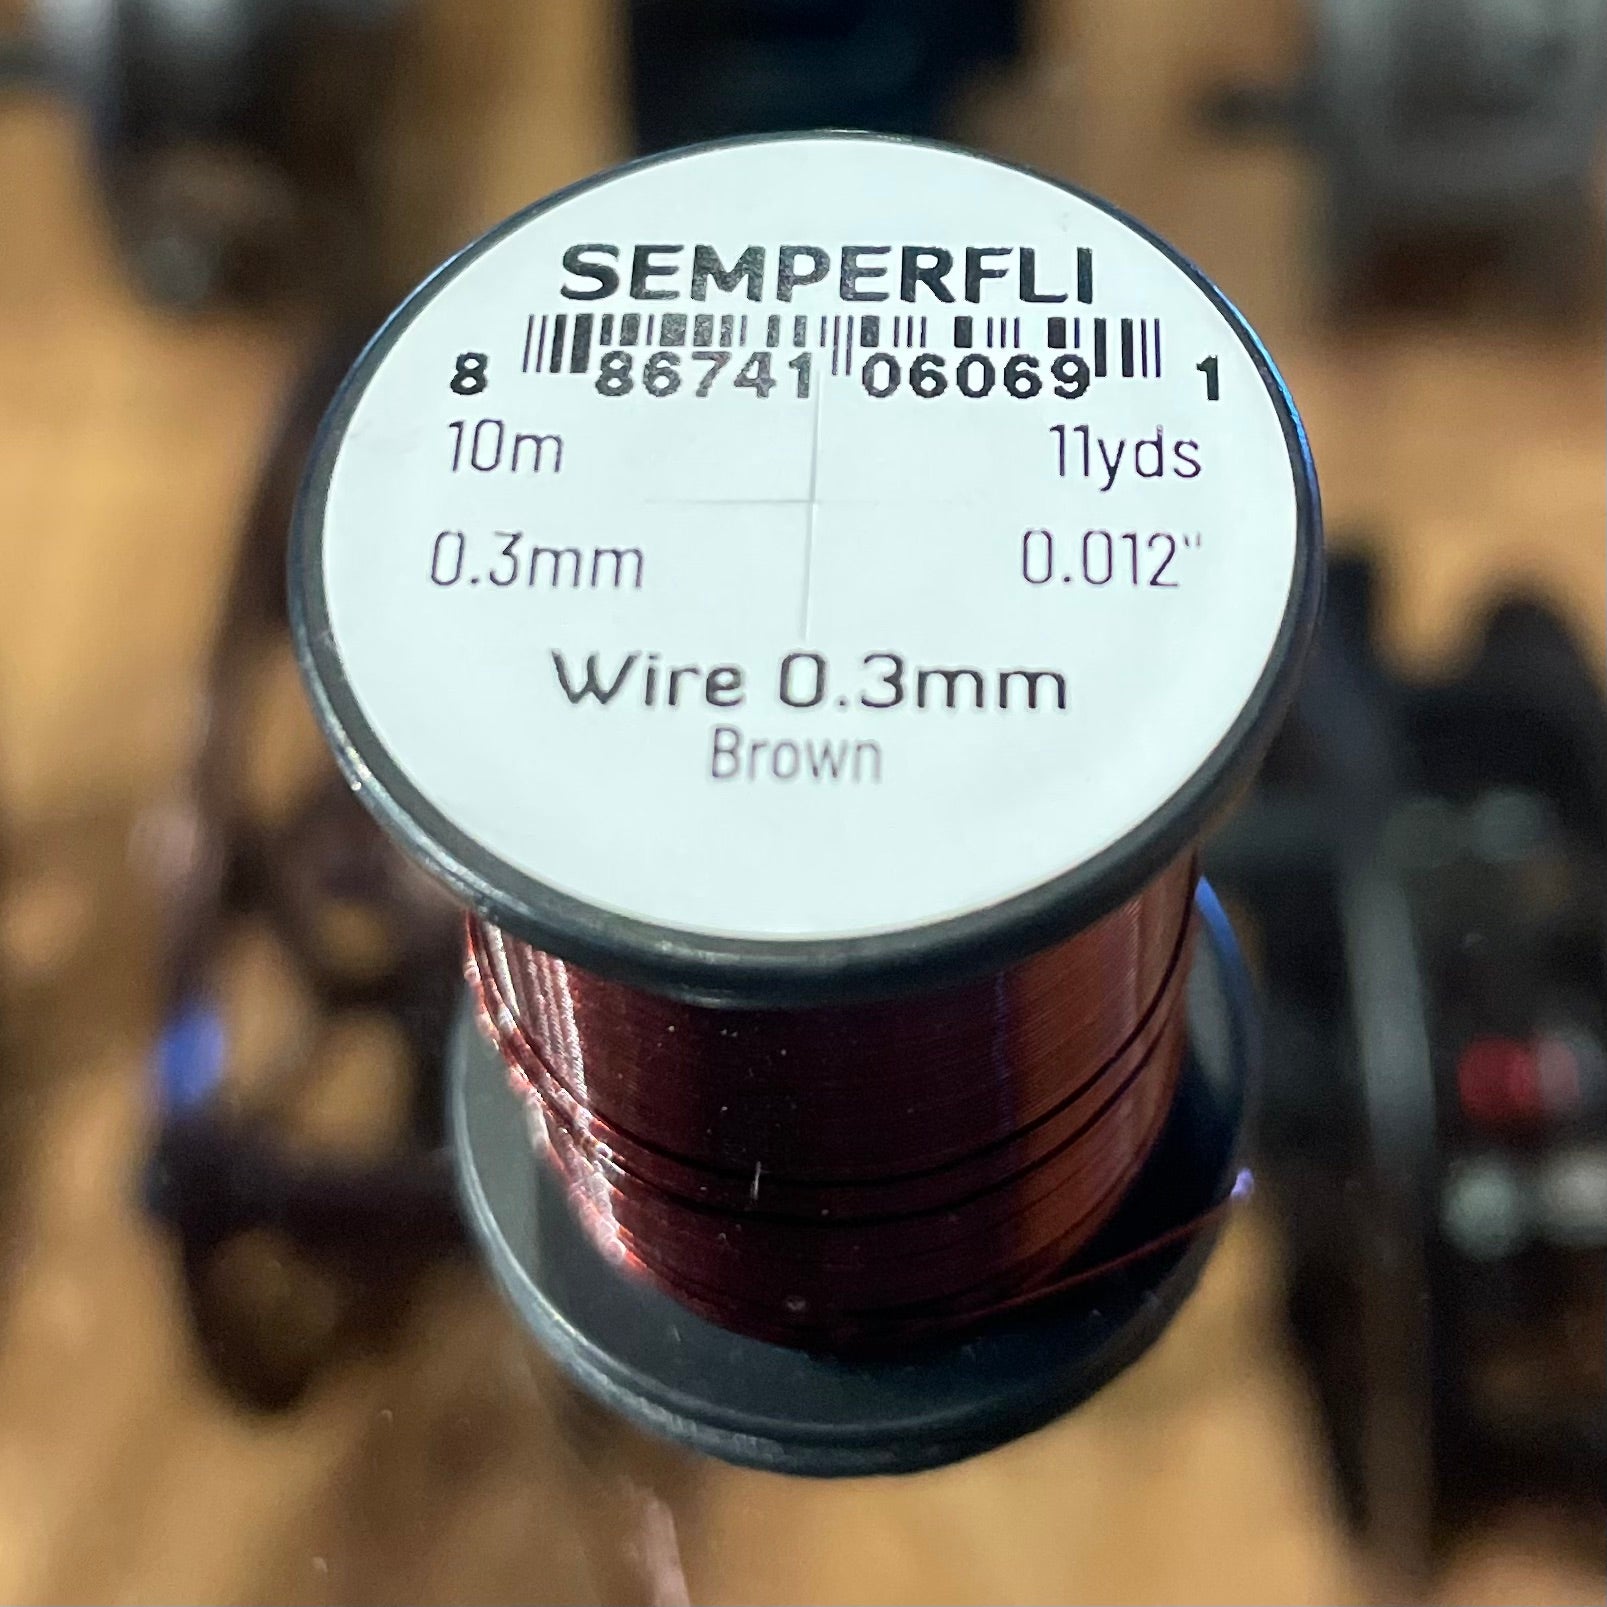 SEMPERFLI
8 86741 06069 1
10m 11yds
0.3mm 0.012"
Wire 0.3mm
Brown